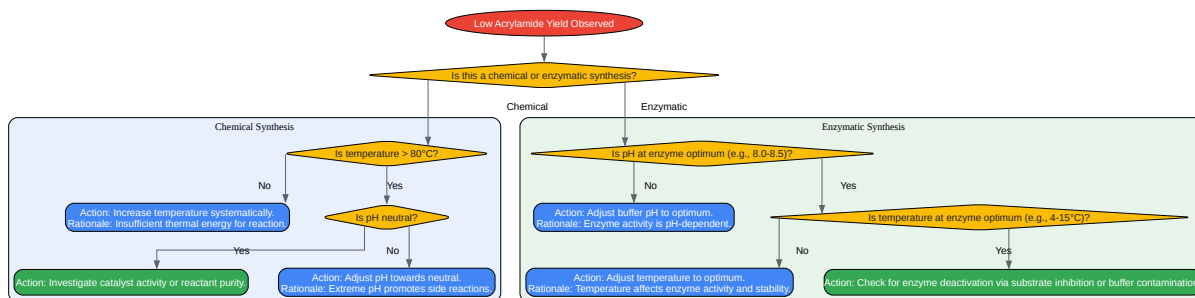 Low Acrylamide Yield Observed
Is this a chemical or enzymatic synthesis?
Chemical
Enzymatic
Chemical Synthesis
Is temperature > 80°C?
No
Yes
Action: Increase temperature systematically.
Rationale: Insufficient thermal energy for reaction.
Is pH neutral?
Yes
No
Action: Investigate catalyst activity or reactant purity.
Action: Adjust pH towards neutral.
Rationale: Extreme pH promotes side reactions.
Enzymatic Synthesis
Is pH at enzyme optimum (e.g., 8.0-8.5)?
No
Yes
Action: Adjust buffer pH to optimum.
Rationale: Enzyme activity is pH-dependent.
Is temperature at enzyme optimum (e.g., 4-15°C)?
No
Yes
Action: Adjust temperature to optimum.
Rationale: Temperature affects enzyme activity and stability.
Action: Check for enzyme deactivation via substrate inhibition or buffer contamination